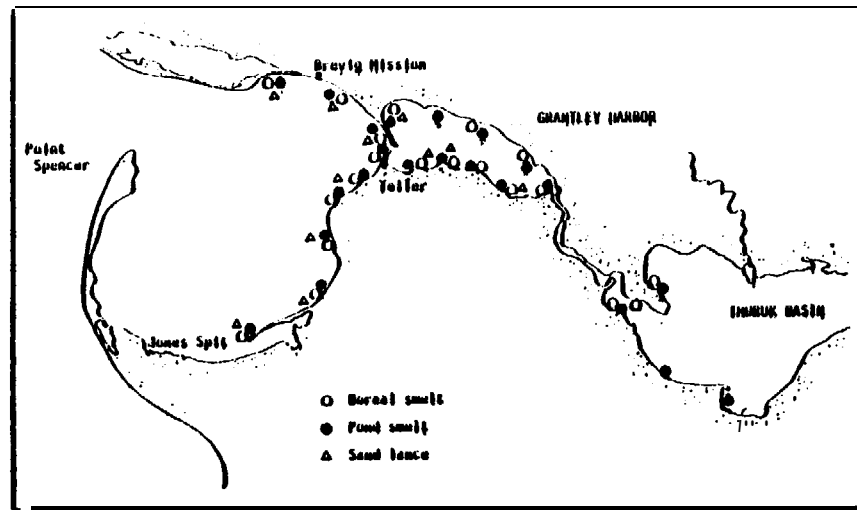 Brevig Mission
GRANTLEY HARBOR
Point
Spencer
Teller
IMURUK BASIN
Jones Spit
Boreal smelt
Pond smelt
Sand lance